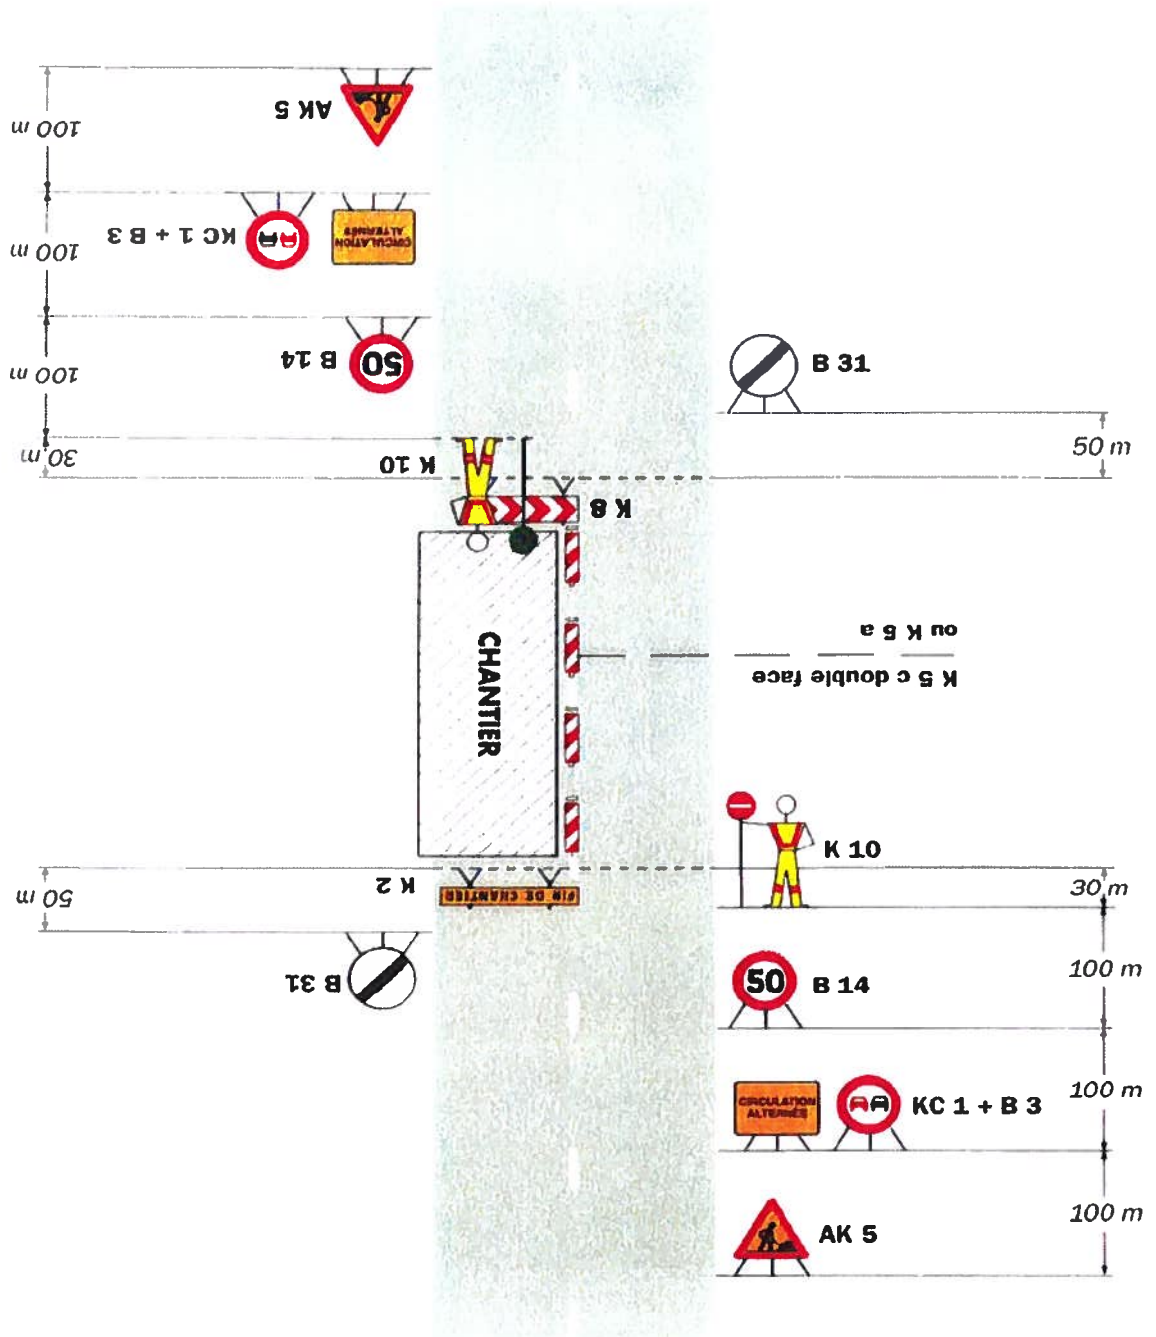 AK 5
100 m
KC 1 + B 3
CIRCULATION
ALTERNÉE
100 m
B 14
50
100 m
B 31
50 m
K 10
30 m
K 8
CHANTIER
ou K 5 a
K 5 c double face
K 10
30 m
K 2
FIN DE CHANTIER
50 m
B 31
50
B 14
100 m
CIRCULATION
ALTERNÉE
KC 1 + B 3
100 m
AK 5
100 m